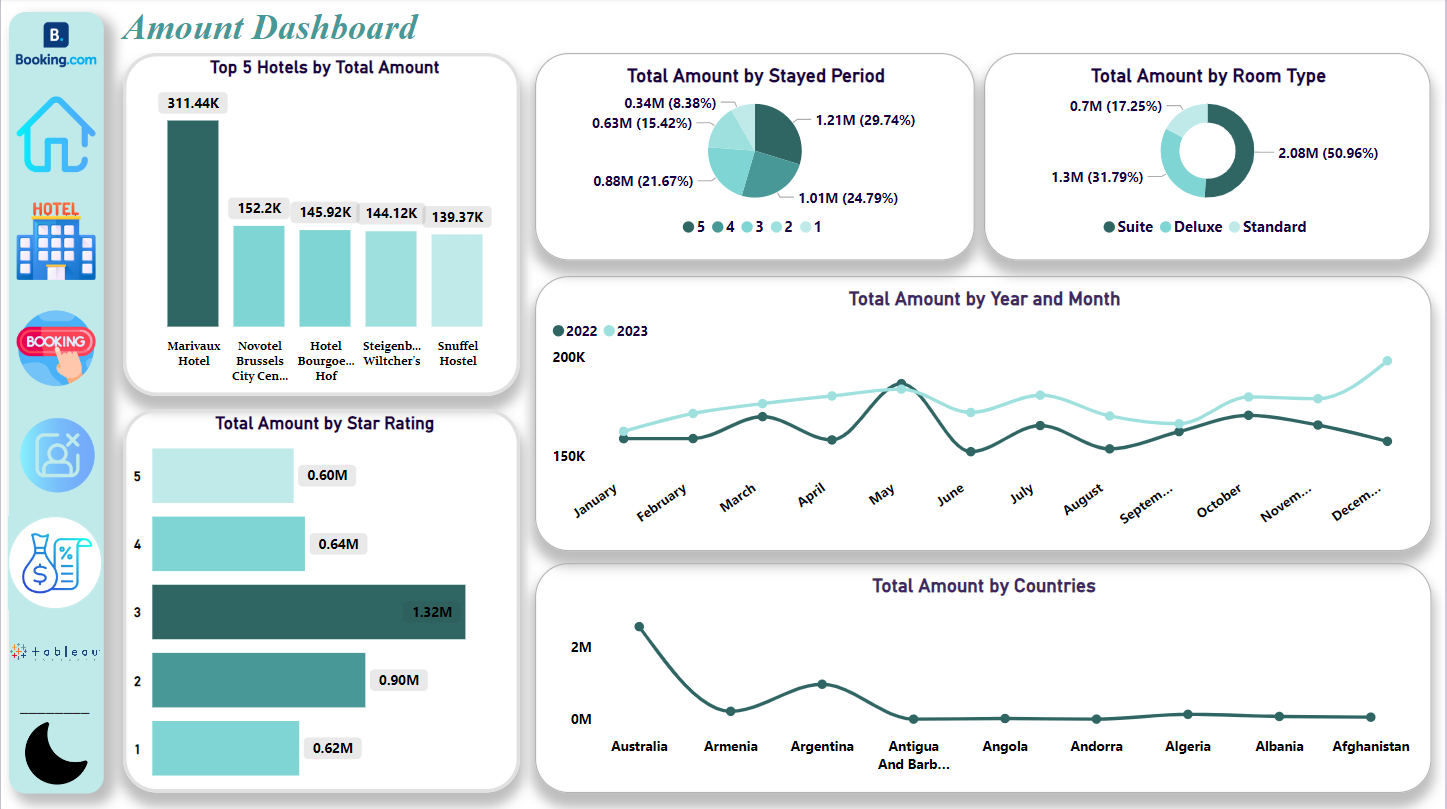 Amount Dashboard
B.
Booking.com
HOTEL
BOOKING
%
$
+ableau
Top 5 Hotels by Total Amount
311.44K
152.2K
145.92K
144.12K
139.37K
Marivaux
Hotel
Novotel
Brussels
City Cen...
Hotel
Bourgoe...
Hof
Steigenb...
Wiltcher's
Snuffel
Hostel
Total Amount by Stayed Period
0.34M (8.38%)
0.63M (15.42%)
0.88M (21.67%)
1.21M (29.74%)
1.01M (24.79%)
5 4 3 2 1
Total Amount by Room Type
0.7M (17.25%)
1.3M (31.79%)
2.08M (50.96%)
Suite Deluxe Standard
Total Amount by Star Rating
5 0.60M
4 0.64M
3 1.32M
2 0.90M
1 0.62M
Total Amount by Year and Month
2022 2023
200K
150K
January
February
March
April
May
June
July
August
Septem...
October
Novem...
Decem...
Total Amount by Countries
2M
0M
Australia
Armenia
Argentina
Antigua
And Barb...
Angola
Andorra
Algeria
Albania
Afghanistan